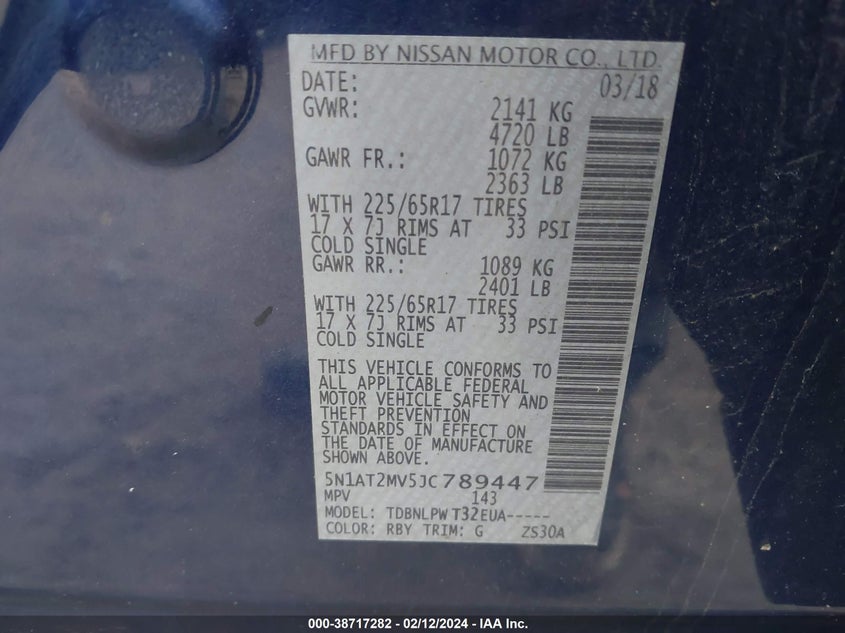 MFD BY NISSAN MOTOR CO., LTD.
DATE: 03/18
GVWR: 2141 KG
4720 LB
GAWR FR.: 1072 KG
2363 LB
WITH 225/65R17 TIRES
17 X 7J RIMS AT 33 PSI
COLD SINGLE
GAWR RR.: 1089 KG
2401 LB
WITH 225/65R17 TIRES
17 X 7J RIMS AT 33 PSI
COLD SINGLE
THIS VEHICLE CONFORMS TO
ALL APPLICABLE FEDERAL
MOTOR VEHICLE SAFETY AND
THEFT PREVENTION
STANDARDS IN EFFECT ON
THE DATE OF MANUFACTURE
SHOWN ABOVE.
5N1AT2MV5JC789447
MPV 143
MODEL: TDBNLPW T32EUA-----
COLOR: RBY TRIM: G ZS30A
000-38717282 - 02/12/2024 - IAA Inc.